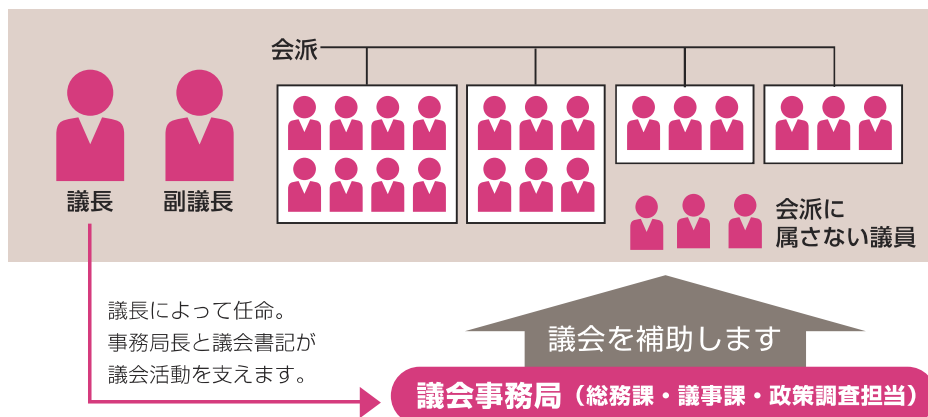 会派
議長
副議長
会派に
属さない議員
議長によって任命。
事務局長と議会書記が
議会活動を支えます。
議会を補助します
議会事務局（総務課・議事課・政策調査担当）